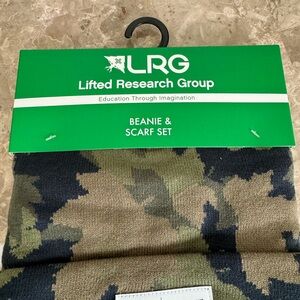 LRG
Lifted Research Group
Education Through Imagination
BEANIE &
SCARF SET